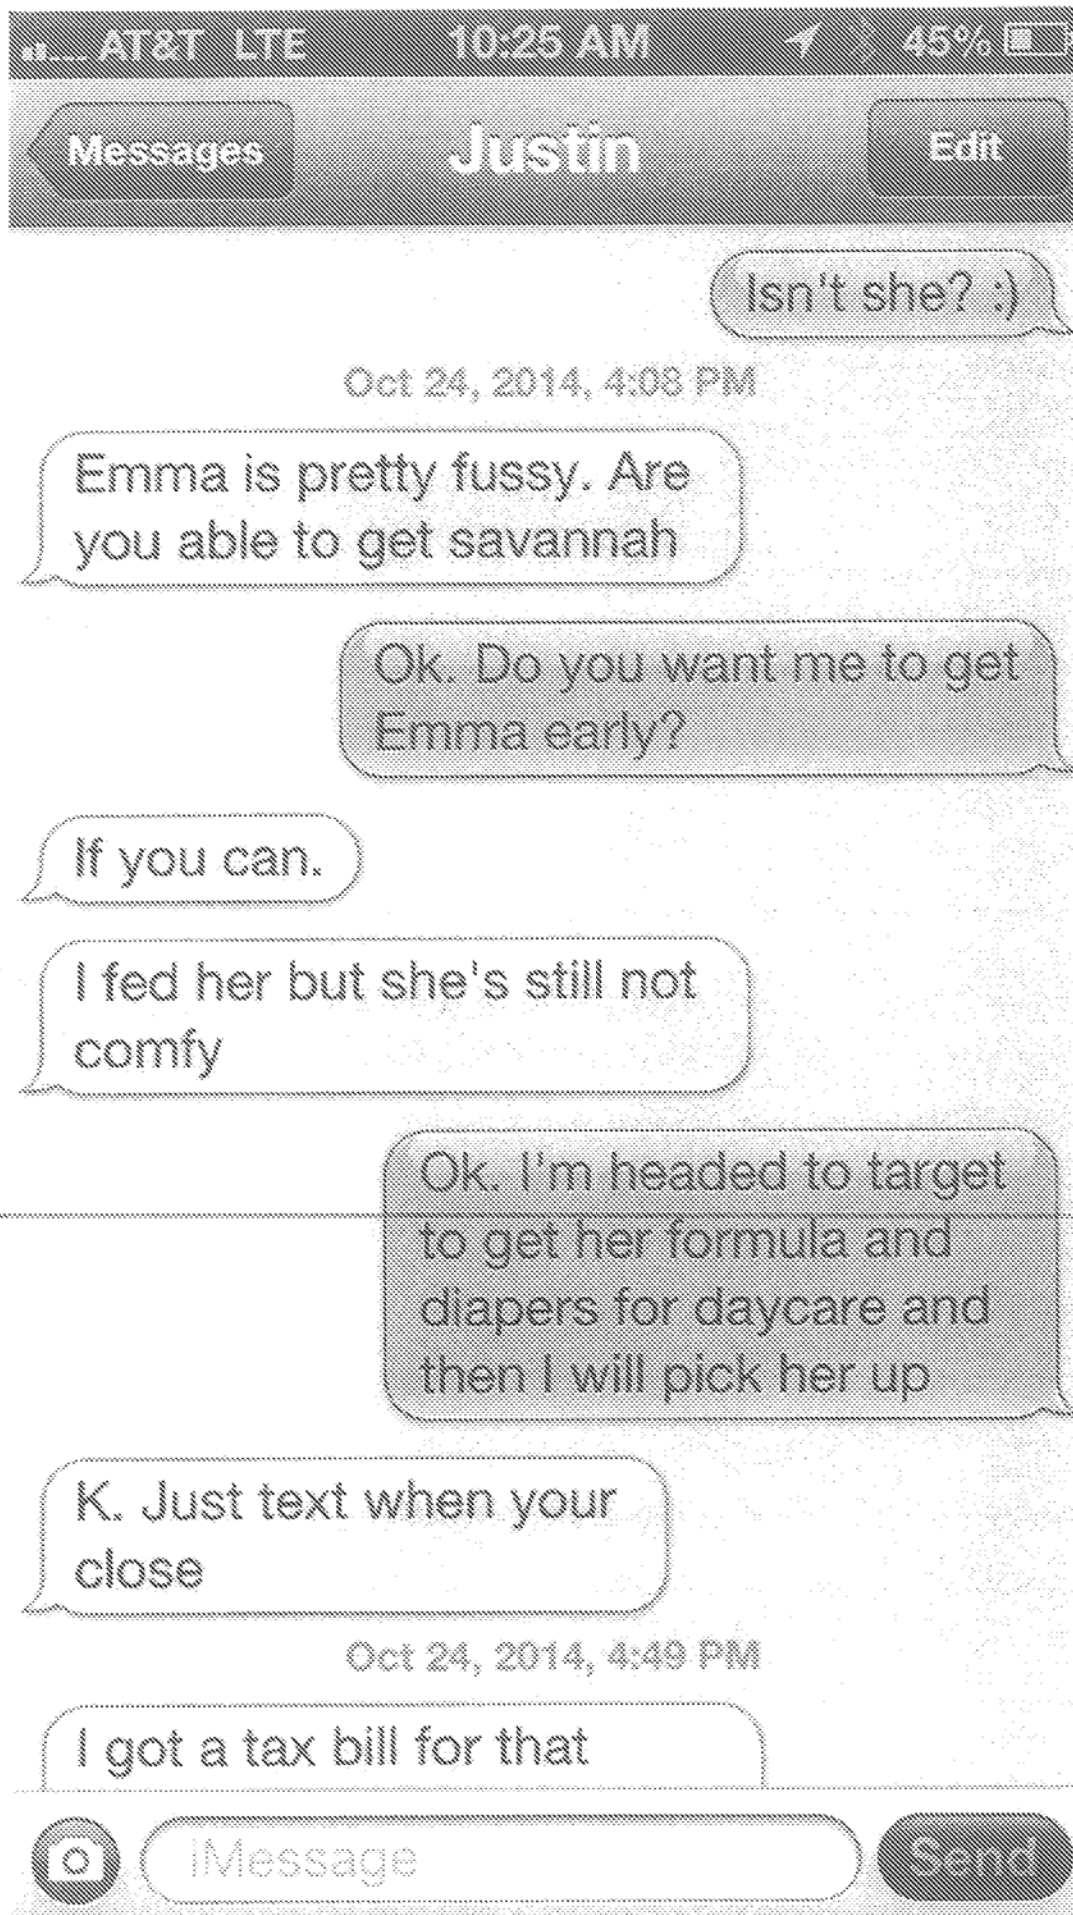 AT&T LTE 10:25 AM 45%
Messages Justin Edit
Isn't she? :)
Oct 24, 2014, 4:08 PM
Emma is pretty fussy. Are
you able to get savannah
Ok. Do you want me to get
Emma early?
If you can.
I fed her but she's still not
comfy
Ok. I'm headed to target
to get her formula and
diapers for daycare and
then I will pick her up
K. Just text when your
close
Oct 24, 2014, 4:49 PM
I got a tax bill for that
iMessage Send